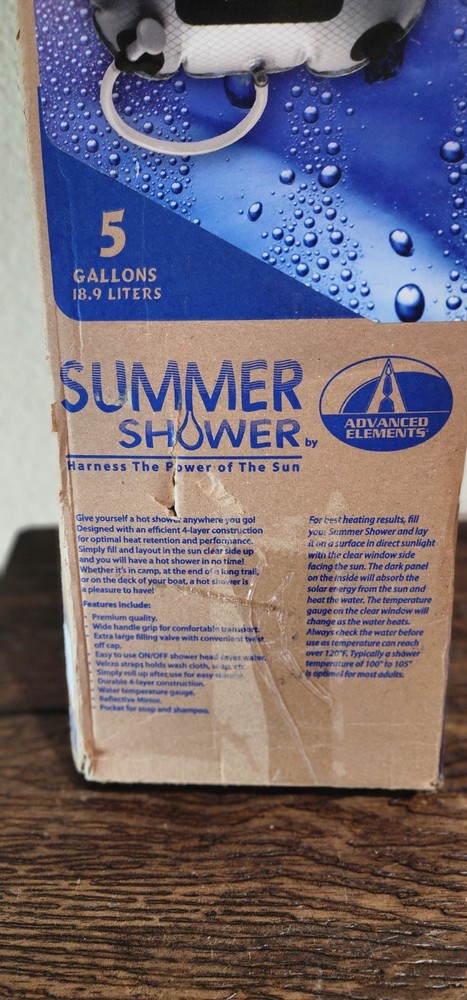 5
GALLONS
18.9 LITERS
SUMMER
SHOWER by
Harness The Power of The Sun
ADVANCED
ELEMENTS
Give yourself a hot shower anywhere you go!
Designed with an efficient 4-layer construction
for optimal heat retention and performance.
Simply fill and layout in the sun clear side up
and you will have a hot shower in no time!
Whether it's in camp, at the end of a long trail,
or on the deck of your boat, a hot shower is
a pleasure to have!
Features Include:
Premium quality.
Wide handle grip for comfortable transport.
Extra large filling valve with convenient twist
off cap.
Easy to use ON/OFF shower head saves water.
Velcro straps holds wash cloth, soap, etc.
Simply roll up after use for easy
Durable 4-layer construction.
Water temperature gauge.
Reflective Mirror.
Pocket for soap and shampoo.
For best heating results, fill
your Summer Shower and lay
it on a surface in direct sunlight
with the clear window side
facing the sun. The dark panel
on the inside will absorb the
solar energy from the sun and
heat the water. The temperature
gauge on the clear window will
change as the water heats.
Always check the water before
use as temperature can reach
over 120°F. Typically a shower
temperature of 100° to 105°
is optimal for most adults.